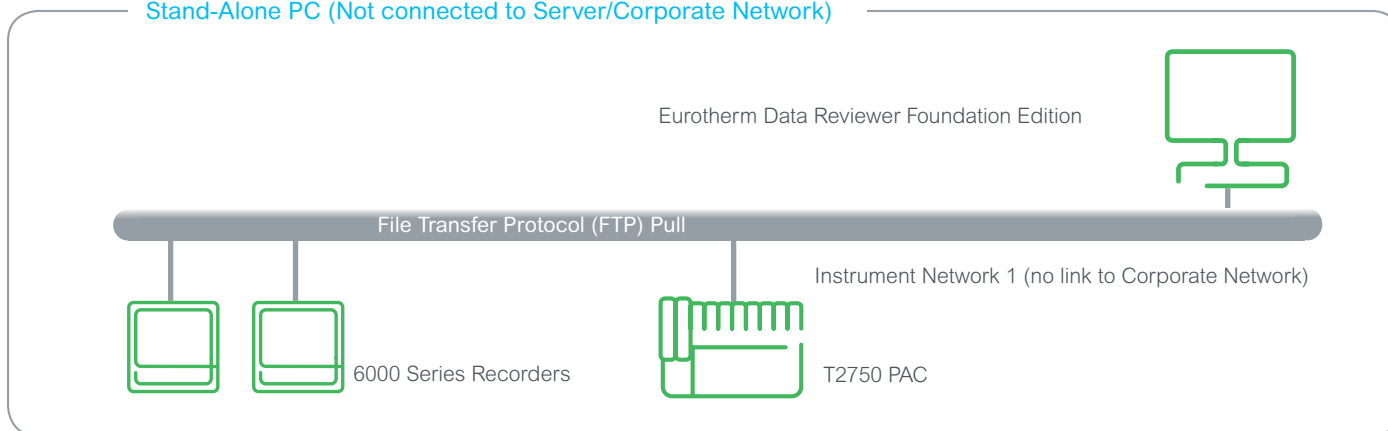 Stand-Alone PC (Not connected to Server/Corporate Network)
Eurotherm Data Reviewer Foundation Edition
File Transfer Protocol (FTP) Pull
Instrument Network 1 (no link to Corporate Network)
6000 Series Recorders
T2750 PAC